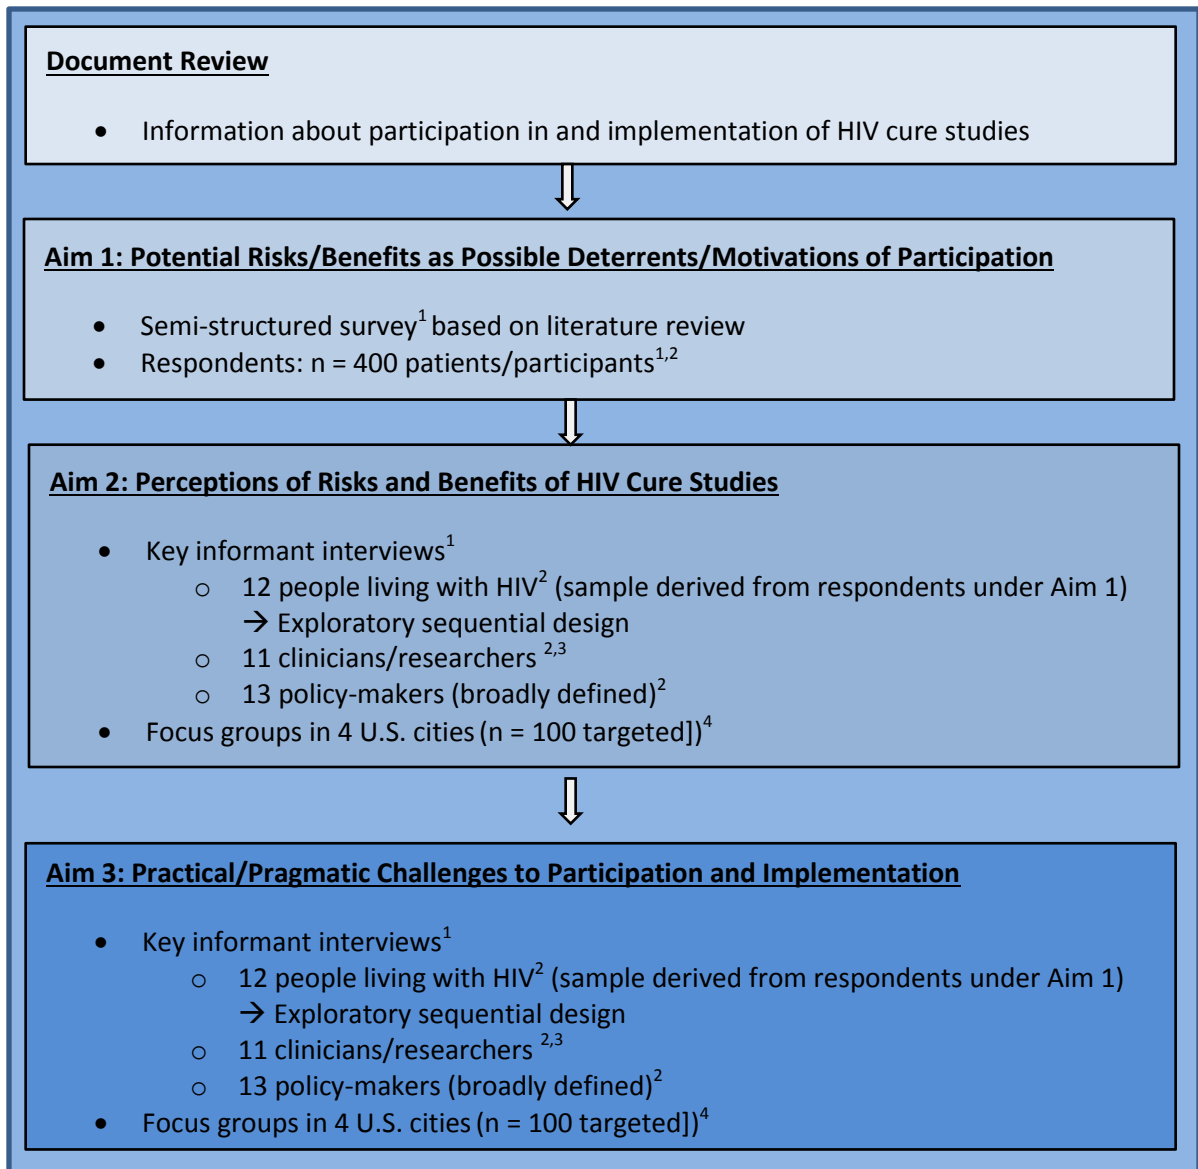 Document Review
• Information about participation in and implementation of HIV cure studies
Aim 1: Potential Risks/Benefits as Possible Deterrents/Motivations of Participation
• Semi-structured survey¹ based on literature review
• Respondents: n = 400 patients/participants¹,²
Aim 2: Perceptions of Risks and Benefits of HIV Cure Studies
• Key informant interviews¹
o 12 people living with HIV² (sample derived from respondents under Aim 1)
→ Exploratory sequential design
o 11 clinicians/researchers ²,³
o 13 policy-makers (broadly defined)²
• Focus groups in 4 U.S. cities (n = 100 targeted])⁴
Aim 3: Practical/Pragmatic Challenges to Participation and Implementation
• Key informant interviews¹
o 12 people living with HIV² (sample derived from respondents under Aim 1)
→ Exploratory sequential design
o 11 clinicians/researchers ²,³
o 13 policy-makers (broadly defined)²
• Focus groups in 4 U.S. cities (n = 100 targeted])⁴